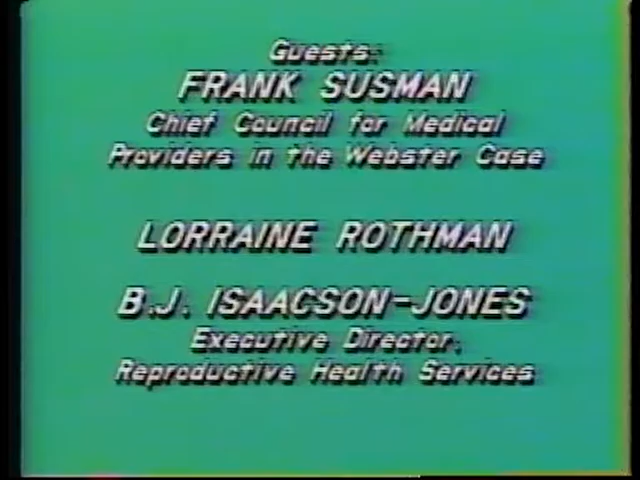 Guests:
FRANK SUSMAN
Chief Council for Medical
Providers in the Webster Case
LORRAINE ROTHMAN
B.J. ISAACSON-JONES
Executive Director,
Reproductive Health Services